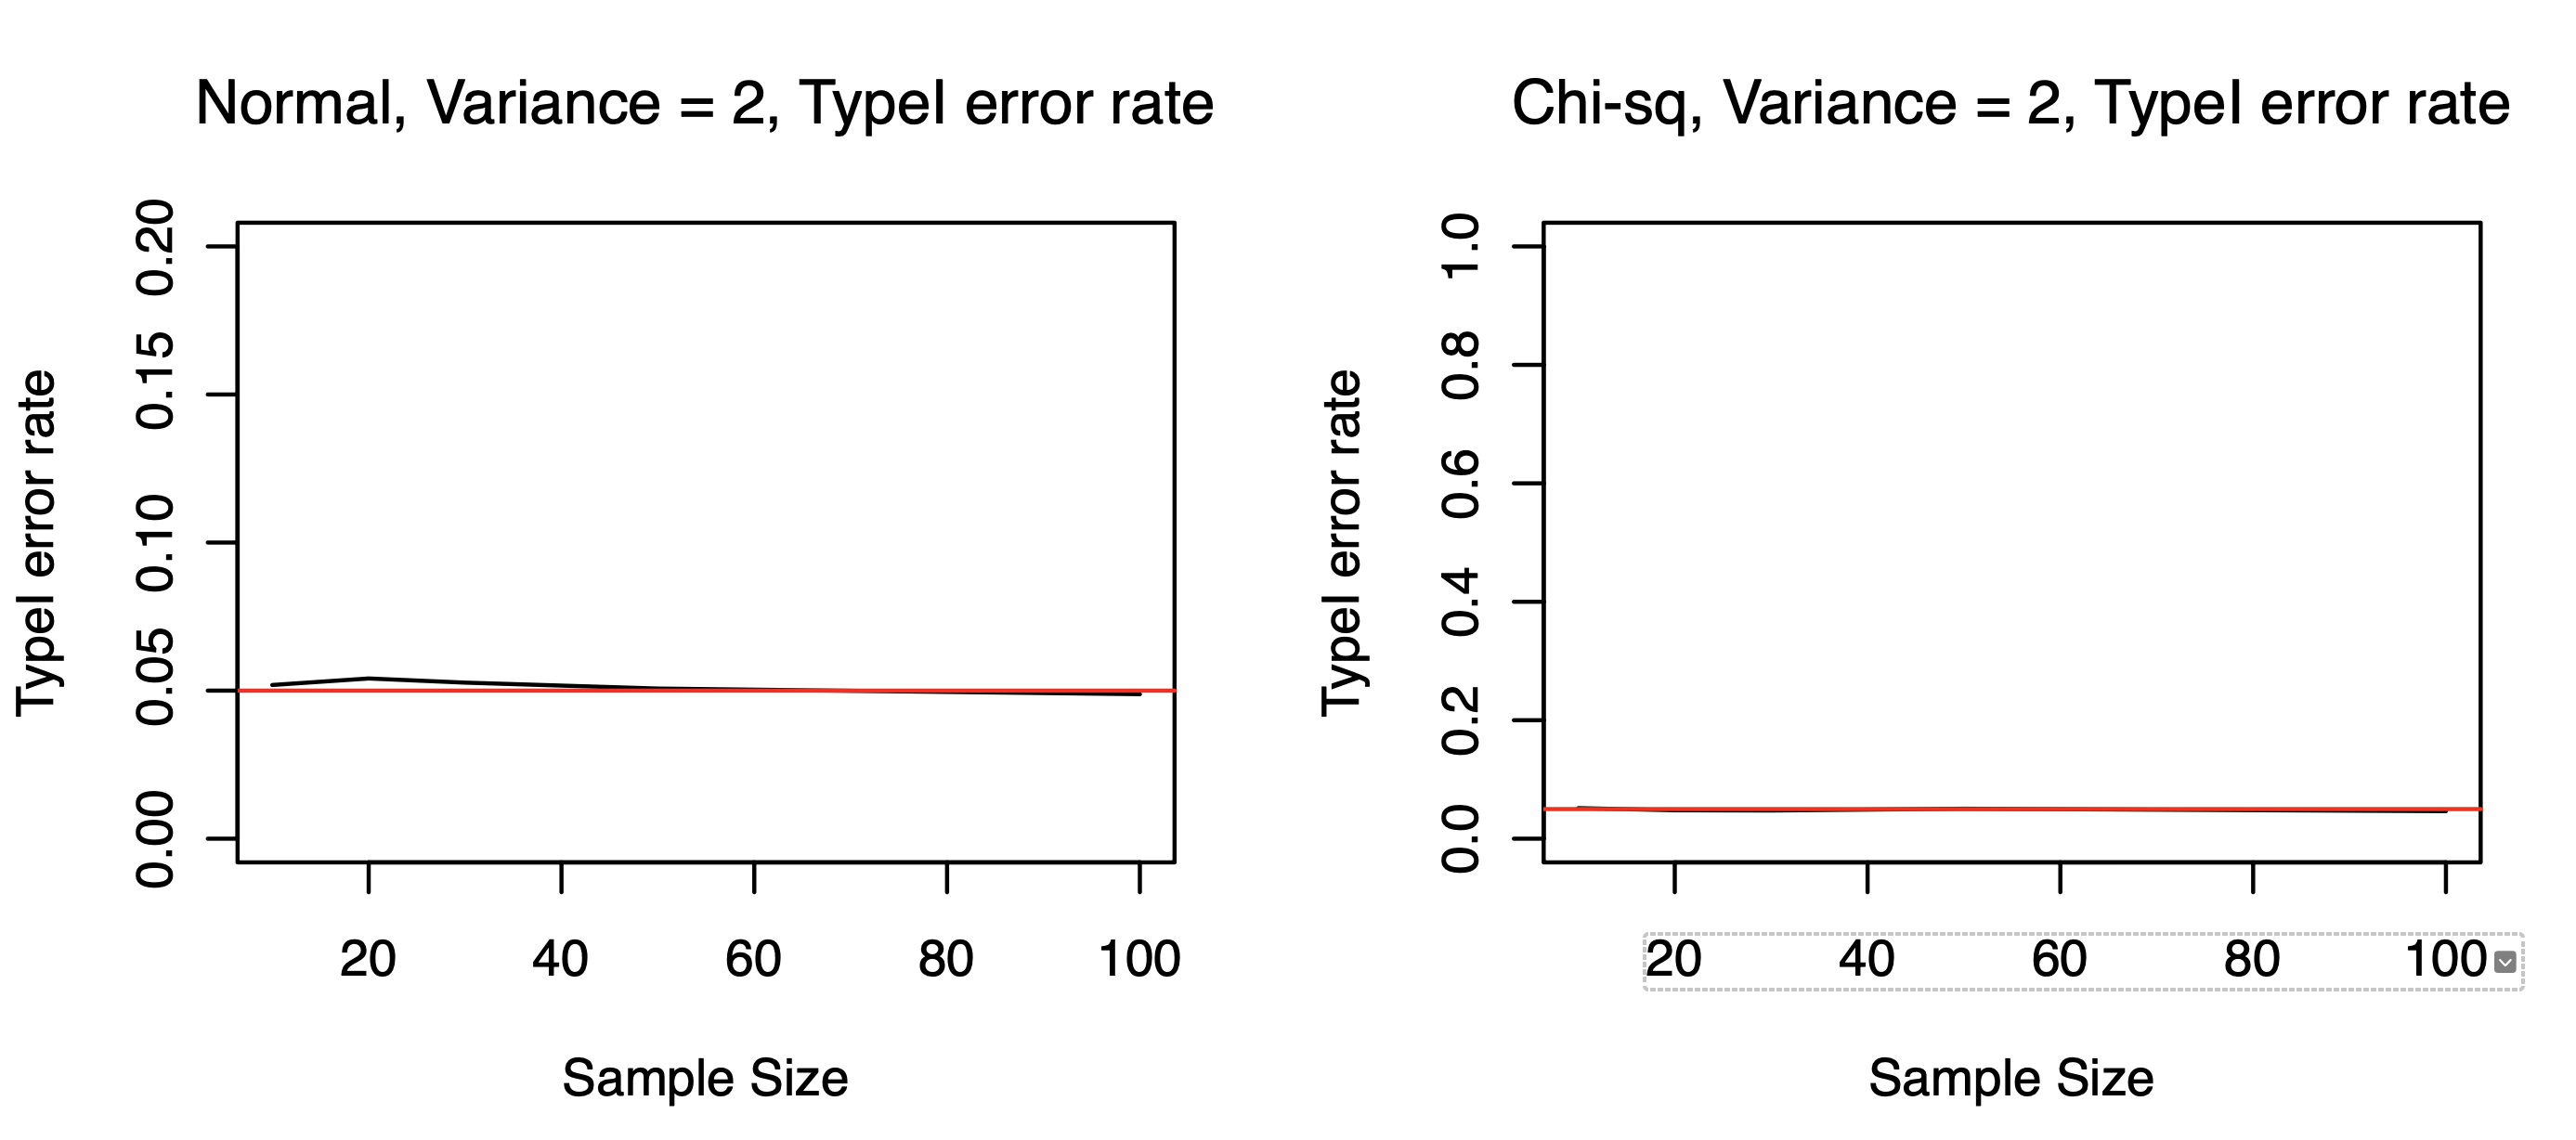 Normal, Variance = 2, TypeI error rate
TypeI error rate
0.20
0.15
0.10
0.05
0.00
20 40 60 80 100
Sample Size
Chi-sq, Variance = 2, TypeI error rate
TypeI error rate
1.0
0.8
0.6
0.4
0.2
0.0
20 40 60 80 100
Sample Size